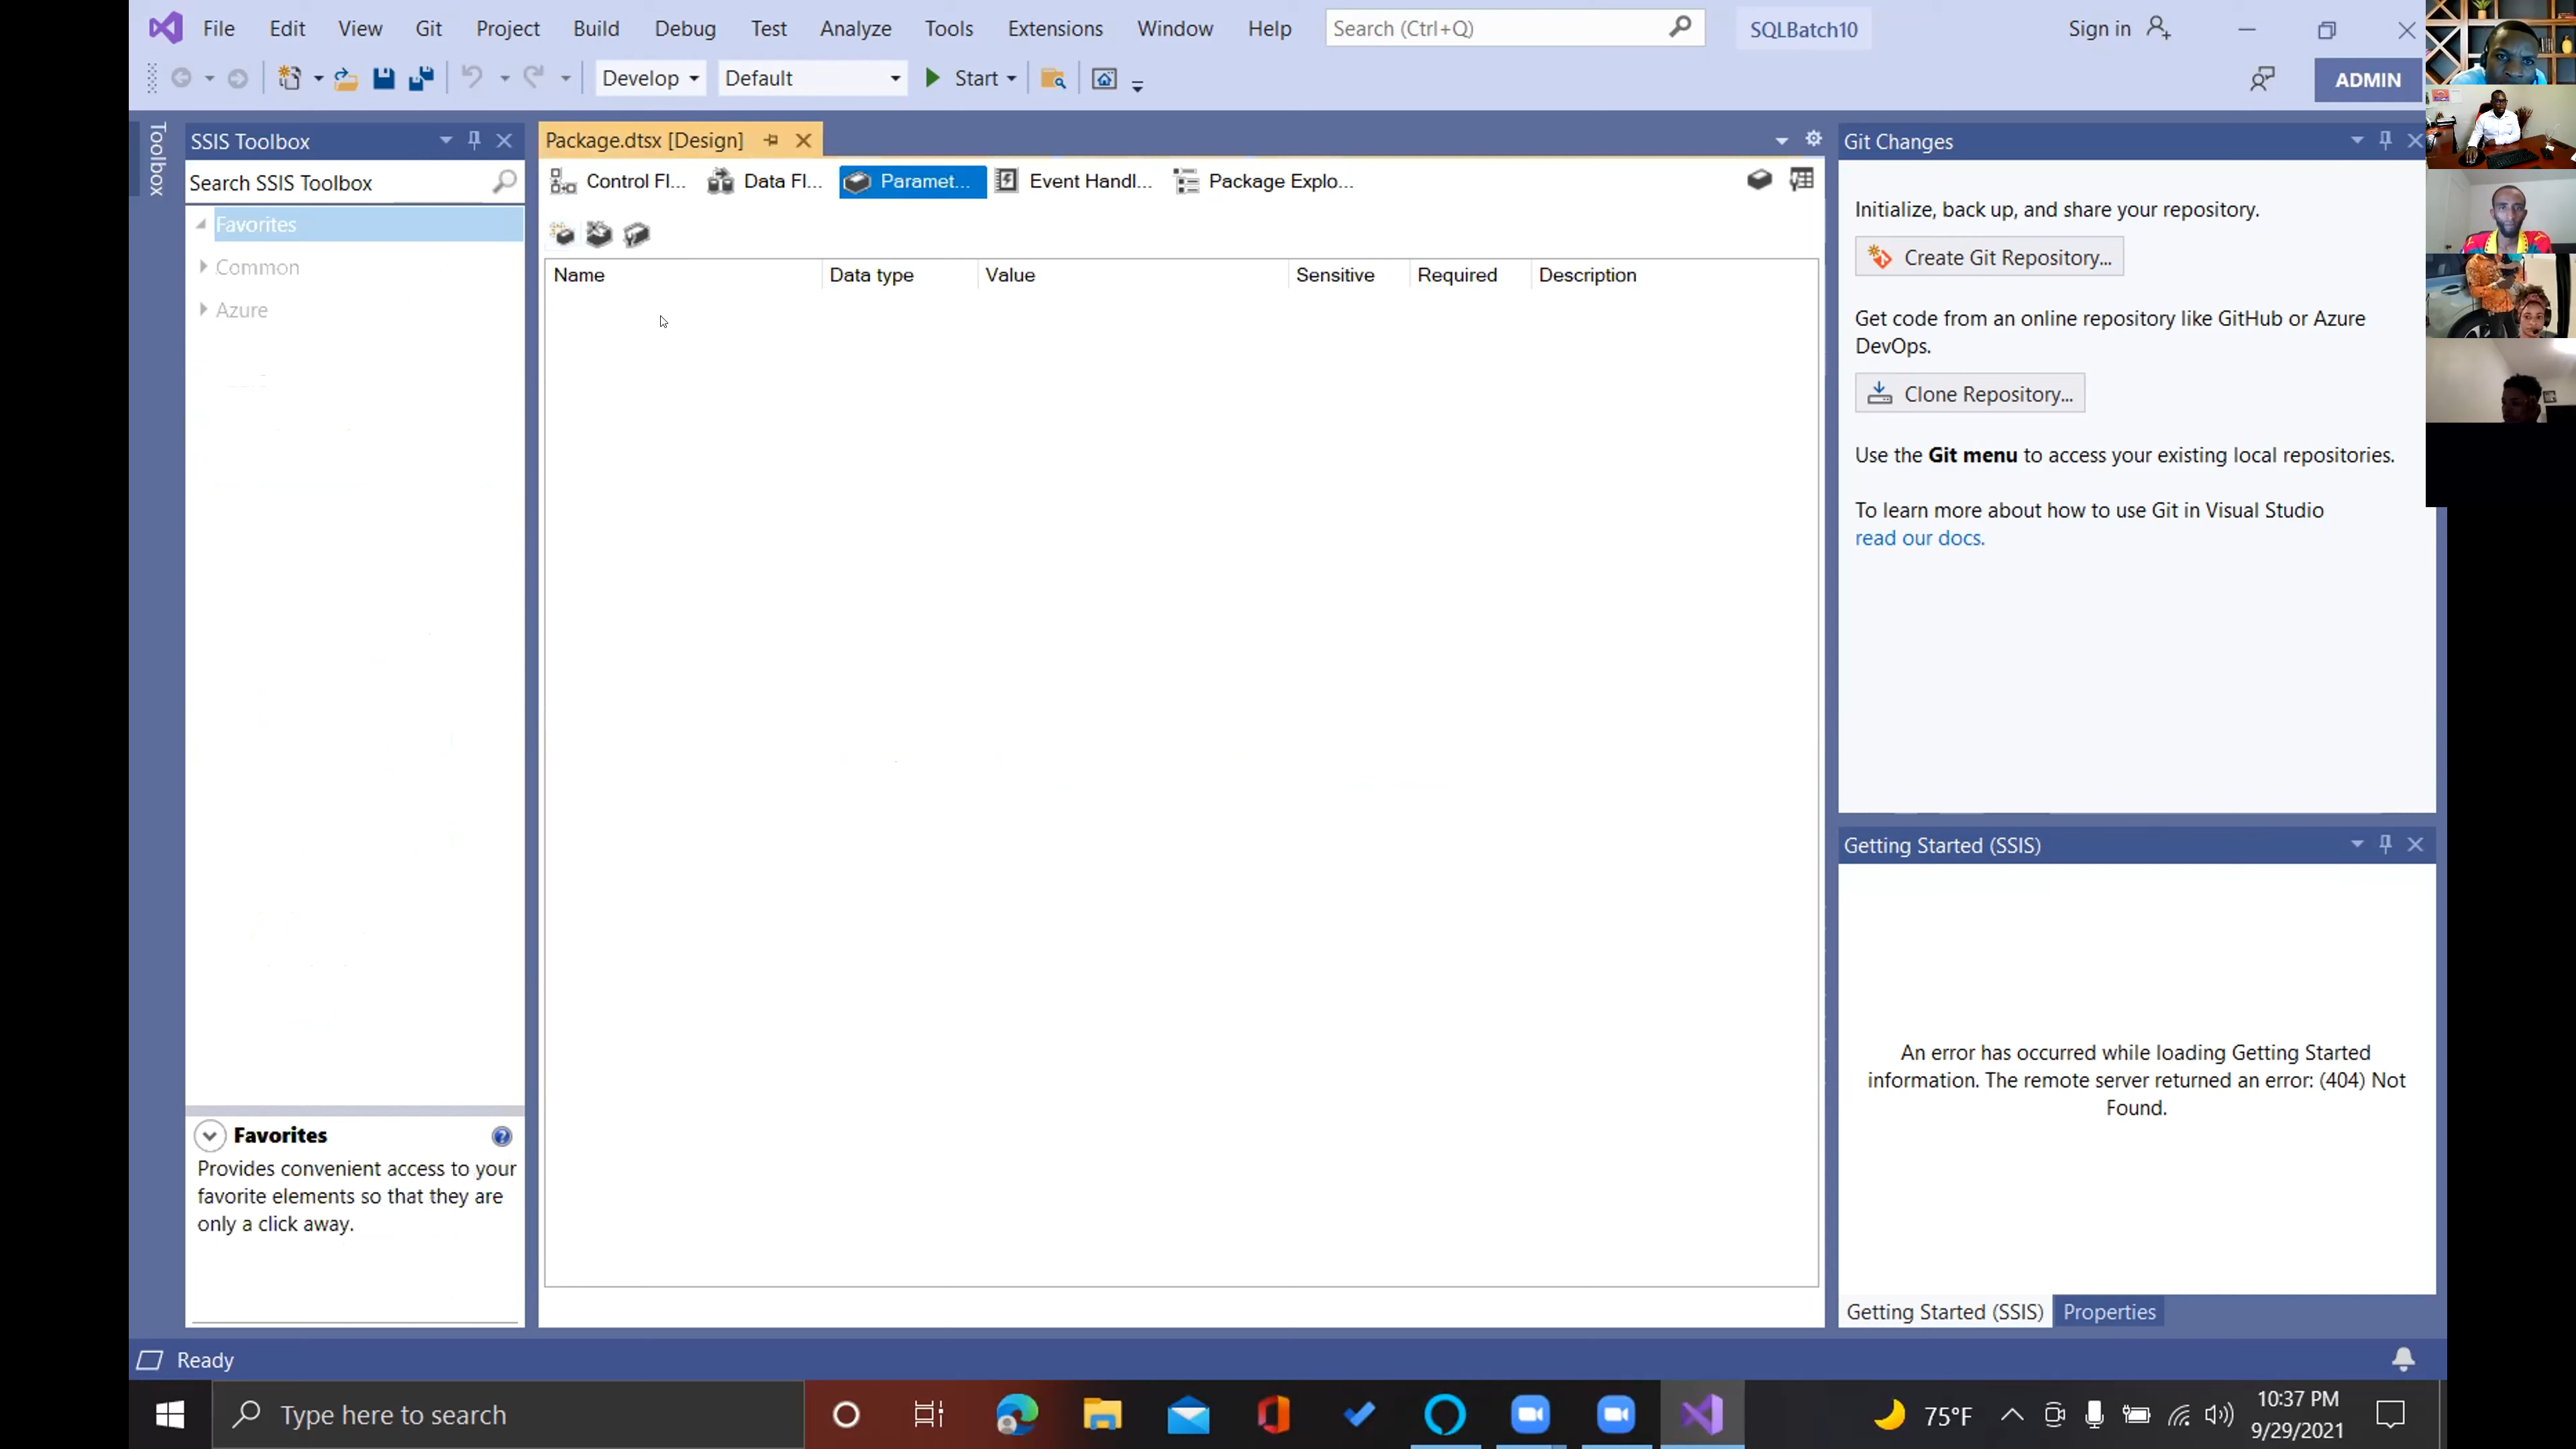 File Edit View Git Project Build Debug Test Analyze Tools Extensions Window Help Search (Ctrl+Q) SQLBatch10 Sign in
Develop Default Start ADMIN
Toolbox
SSIS Toolbox
Search SSIS Toolbox
Favorites
Common
Azure
Favorites
Provides convenient access to your
favorite elements so that they are
only a click away.
Package.dtsx [Design]
Control Fl... Data Fl... Paramet... Event Handl... Package Explo...
Name Data type Value Sensitive Required Description
Git Changes
Initialize, back up, and share your repository.
Create Git Repository...
Get code from an online repository like GitHub or Azure
DevOps.
Clone Repository...
Use the Git menu to access your existing local repositories.
To learn more about how to use Git in Visual Studio
read our docs.
Getting Started (SSIS)
An error has occurred while loading Getting Started
information. The remote server returned an error: (404) Not
Found.
Getting Started (SSIS) Properties
Ready
Type here to search 75°F 10:37 PM
9/29/2021